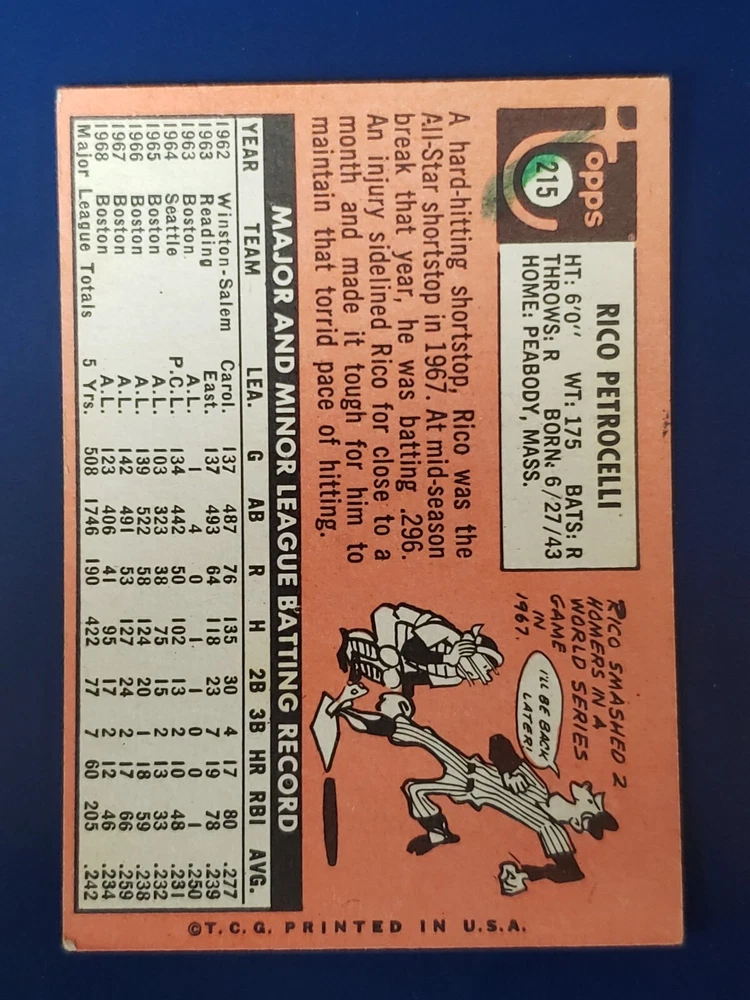 Topps
215
RICO PETROCELLI
HT: 6'0" WT: 175 BATS: R
THROWS: R BORN: 6/27/43
HOME: PEABODY, MASS.
RICO SMASHED 2
HOMERS IN A
WORLD SERIES
GAME
IN
1967.
I'LL BE BACK
LATER!
A hard-hitting shortstop, Rico was the
All-Star shortstop in 1967. At mid-season
break that year, he was batting .296.
An injury sidelined Rico for close to a
month and made it tough for him to
maintain that torrid pace of hitting.
MAJOR AND MINOR LEAGUE BATTING RECORD
YEAR TEAM LEA. G AB R H 2B 3B HR RBI AVG.
1962 Winston-Salem Carol. 137 487 76 135 30 4 17 80 .277
1963 Reading East. 137 493 64 118 23 7 19 78 .239
1963 Boston A.L. 1 4 0 1 1 0 0 1 .250
1964 Seattle P.C.L. 134 442 50 102 13 2 10 48 .231
1965 Boston A.L. 103 323 38 75 15 2 13 33 .232
1966 Boston A.L. 139 522 58 124 20 1 18 59 .238
1967 Boston A.L. 142 491 53 127 24 2 17 66 .259
1968 Boston A.L. 123 406 41 95 17 2 12 46 .234
Major League Totals 5 Yrs. 508 1746 190 422 77 7 60 205 .242
©T.C.G. PRINTED IN U.S.A.